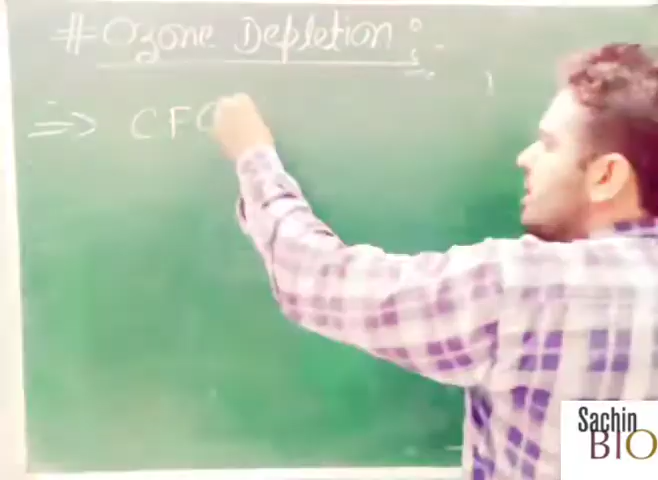 # Ozone Depletion :-
⇒ CFC
Sachin
BIO